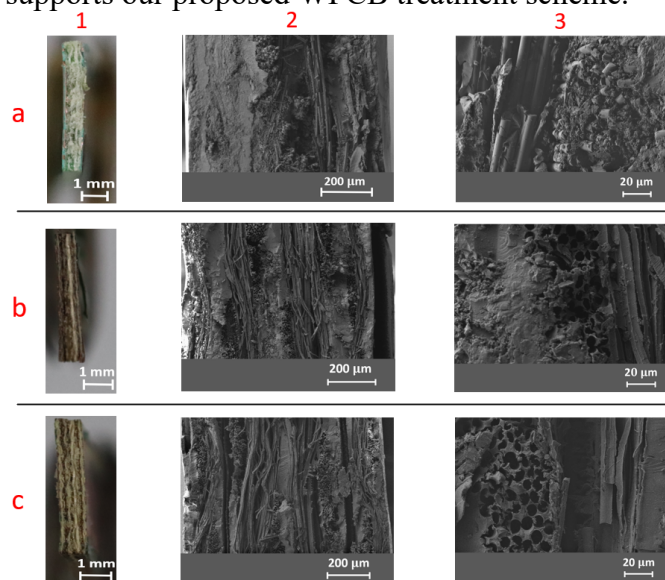 supports our proposed WPCB treatment scheme.
1 2 3
a
1 mm 200 µm 20 µm
b
1 mm 200 µm 20 µm
c
1 mm 200 µm 20 µm